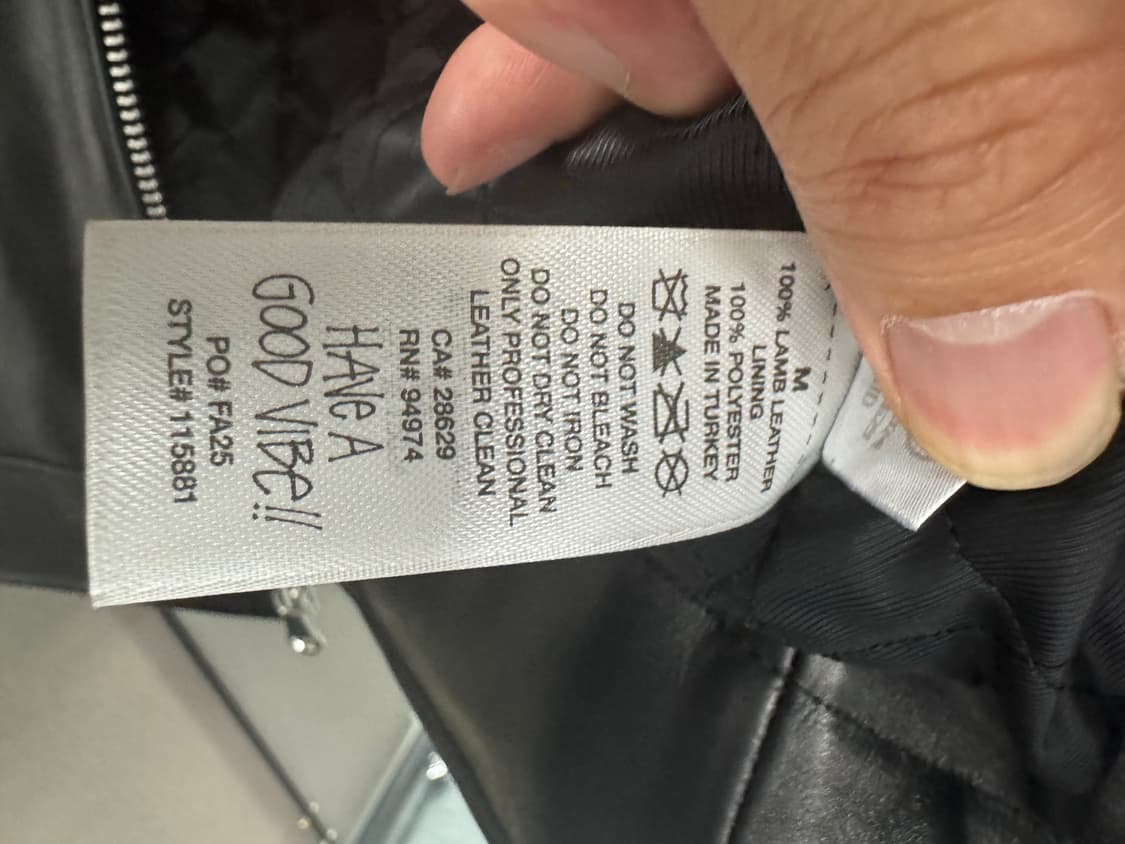 M
100% LAMB LEATHER
LINING
100% POLYESTER
MADE IN TURKEY
DO NOT WASH
DO NOT BLEACH
DO NOT IRON
DO NOT DRY CLEAN
ONLY PROFESSIONAL
LEATHER CLEAN
CA# 28629
RN# 94974
HAVE A
GOOD VIBE!!
PO# FA25
STYLE# 115881